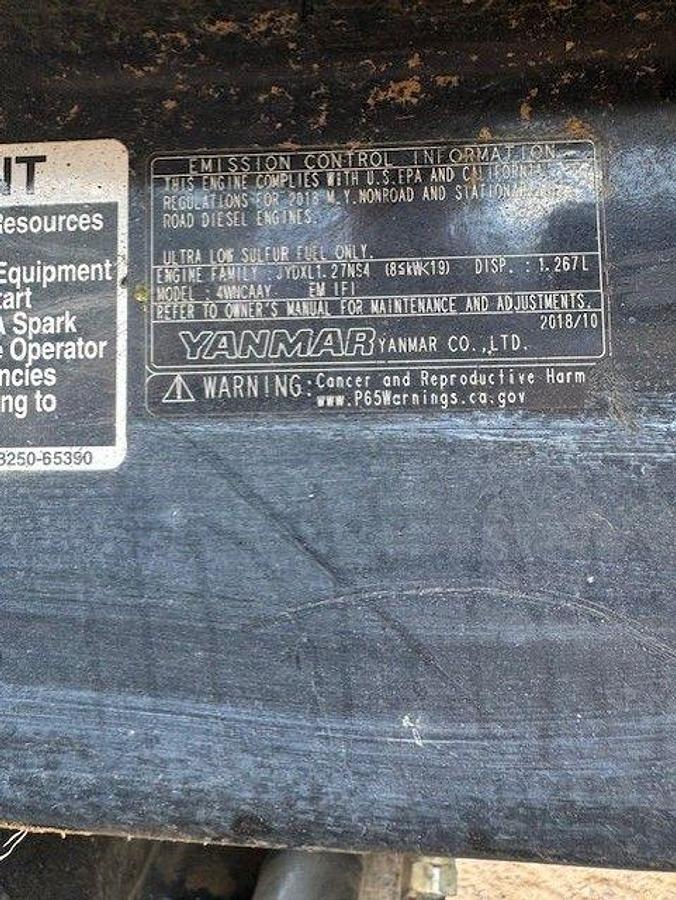 NT
Resources
Equipment
art
A Spark
e Operator
ncies
ng to
3250-65390
EMISSION CONTROL INFORMATION
THIS ENGINE COMPLIES WITH U.S.EPA AND CALIFORNIA
REGULATIONS FOR 2018 M.Y.NONROAD AND STATIONARY
ROAD DIESEL ENGINES.
ULTRA LOW SULFUR FUEL ONLY.
ENGINE FAMILY : JYDXL1.27NS4 (8≤kW<19) DISP. : 1.267L
MODEL : 4WNCAAY EM IFI
REFER TO OWNER'S MANUAL FOR MAINTENANCE AND ADJUSTMENTS.
2018/10
YANMAR YANMAR CO.,LTD.
WARNING: Cancer and Reproductive Harm
www.P65Warnings.ca.gov